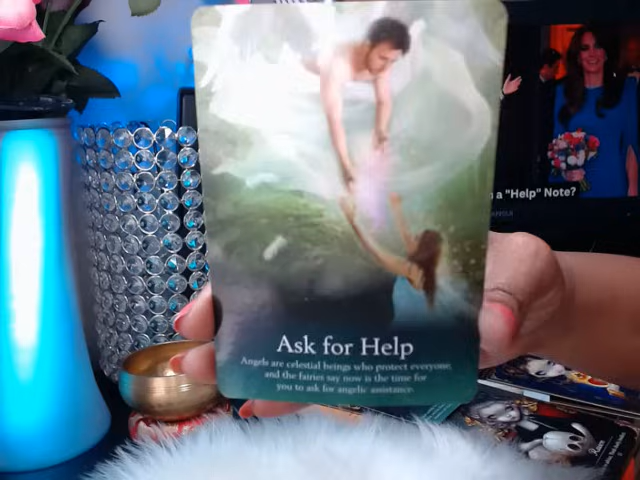 a "Help" Note?
Ask for Help
Angels are celestial beings who protect everyone,
and the fairies say now is the time for
you to ask for angelic assistance.